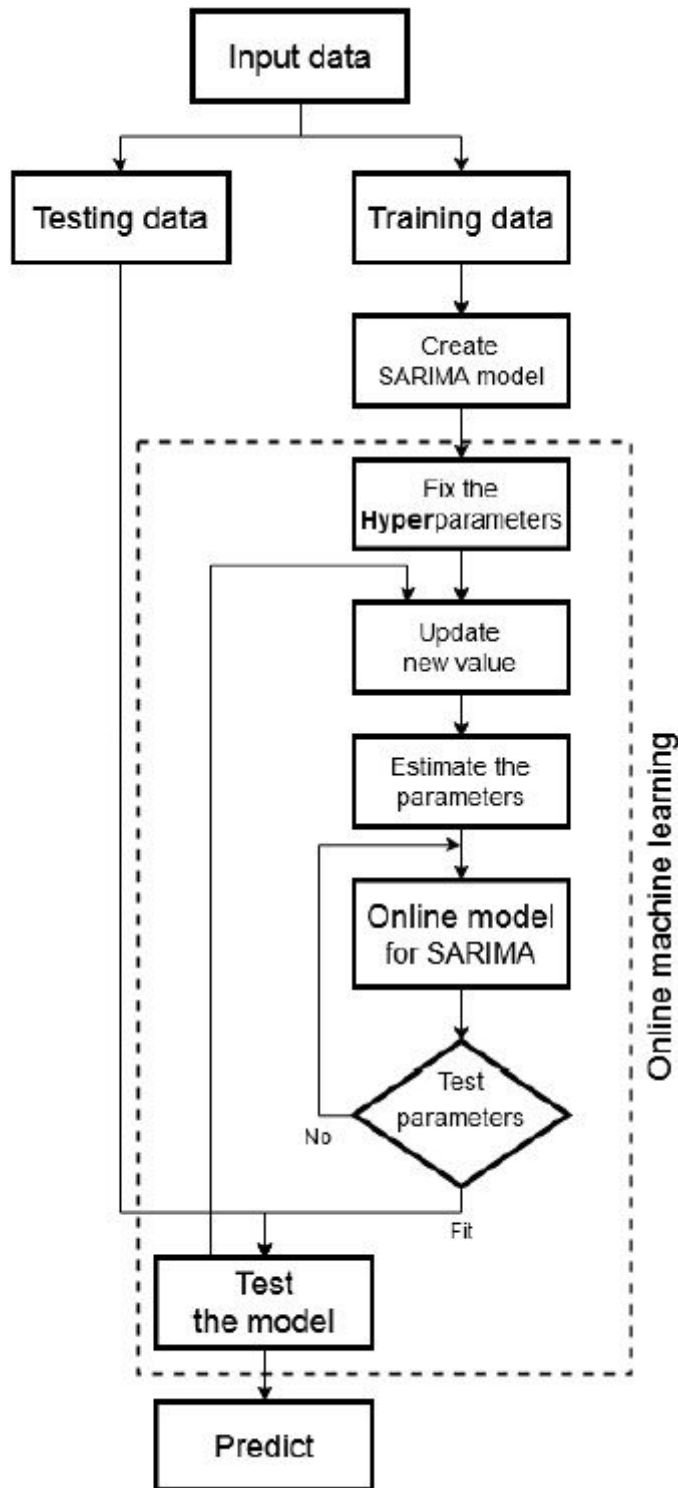 Input data
Testing data
Training data
Create
SARIMA model
Fix the
Hyperparameters
Update
new value
Estimate the
parameters
Online model
for SARIMA
Test
parameters
No
Fit
Test
the model
Predict
Online machine learning